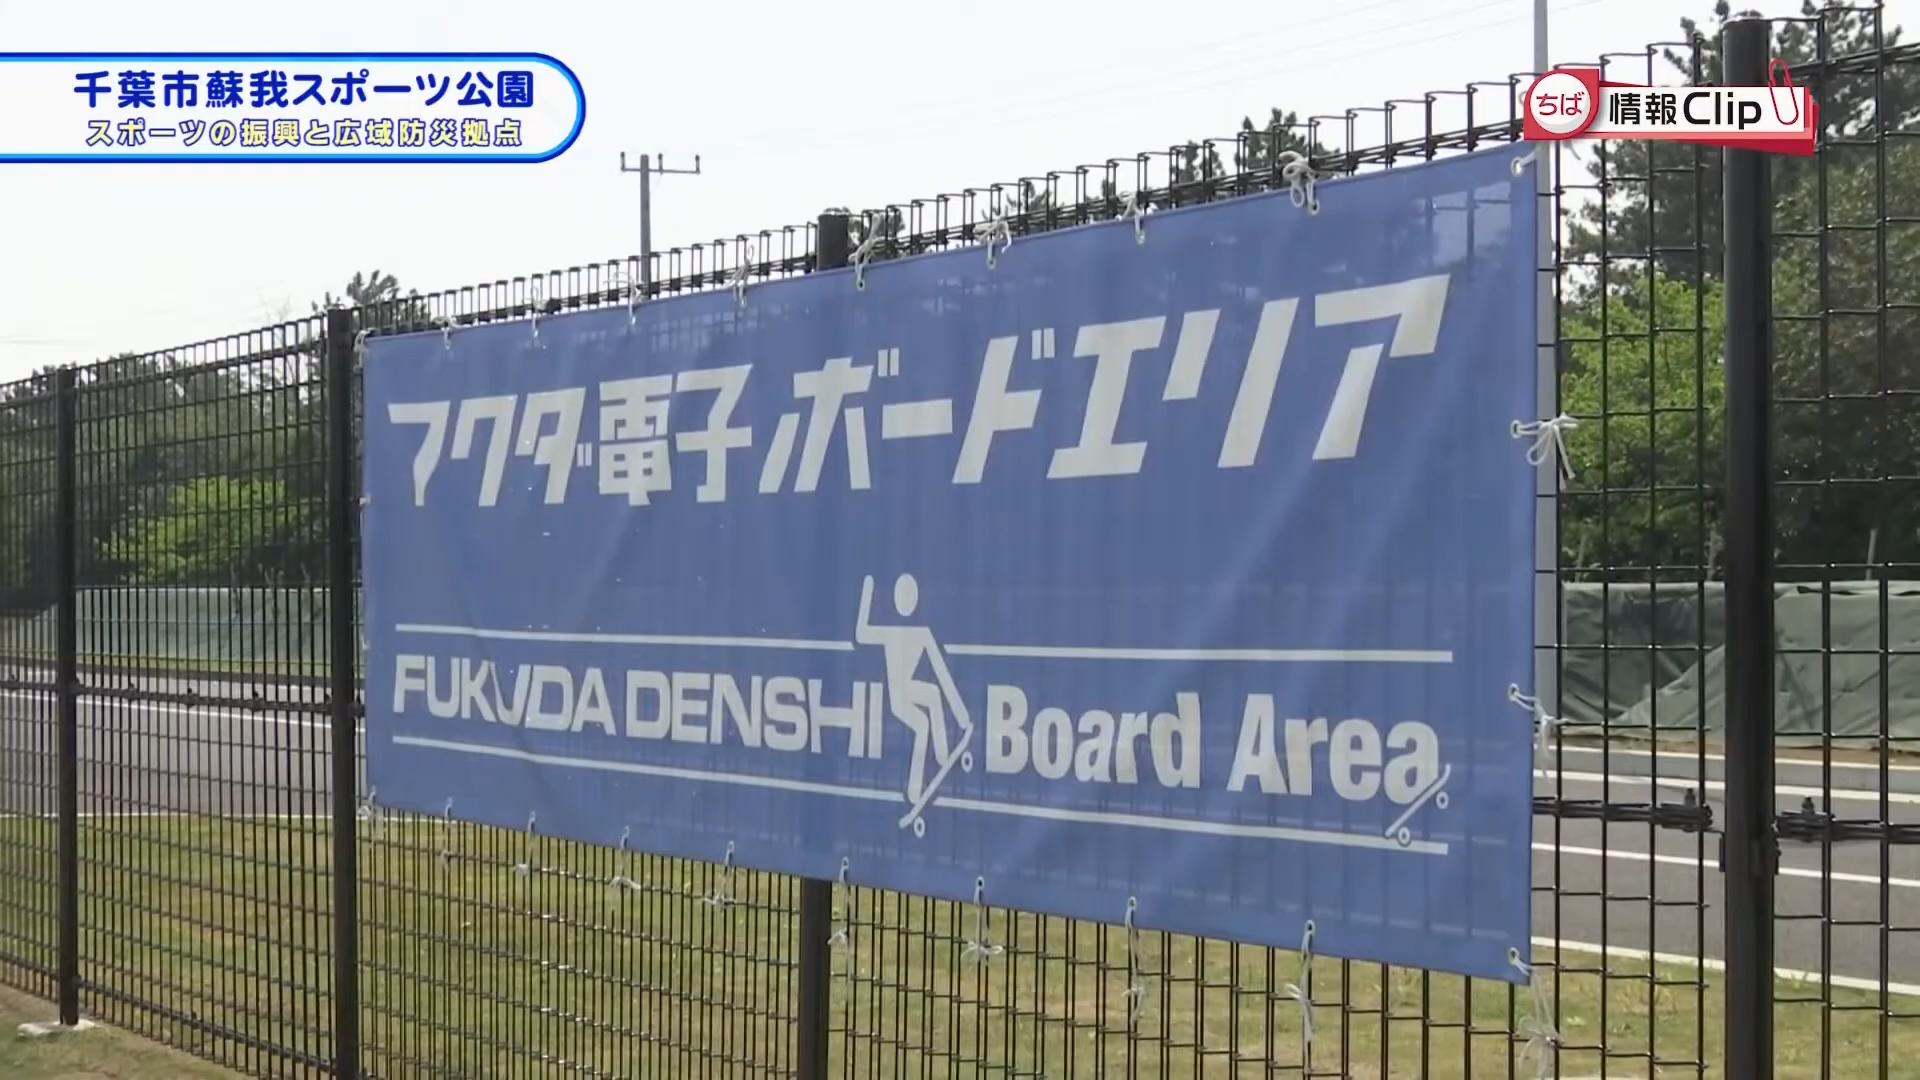 千葉市蘇我スポーツ公園
スポーツの振興と広域防災拠点
ちば 情報Clip
フクダ電子ボードエリア
FUKUDA DENSHI Board Area